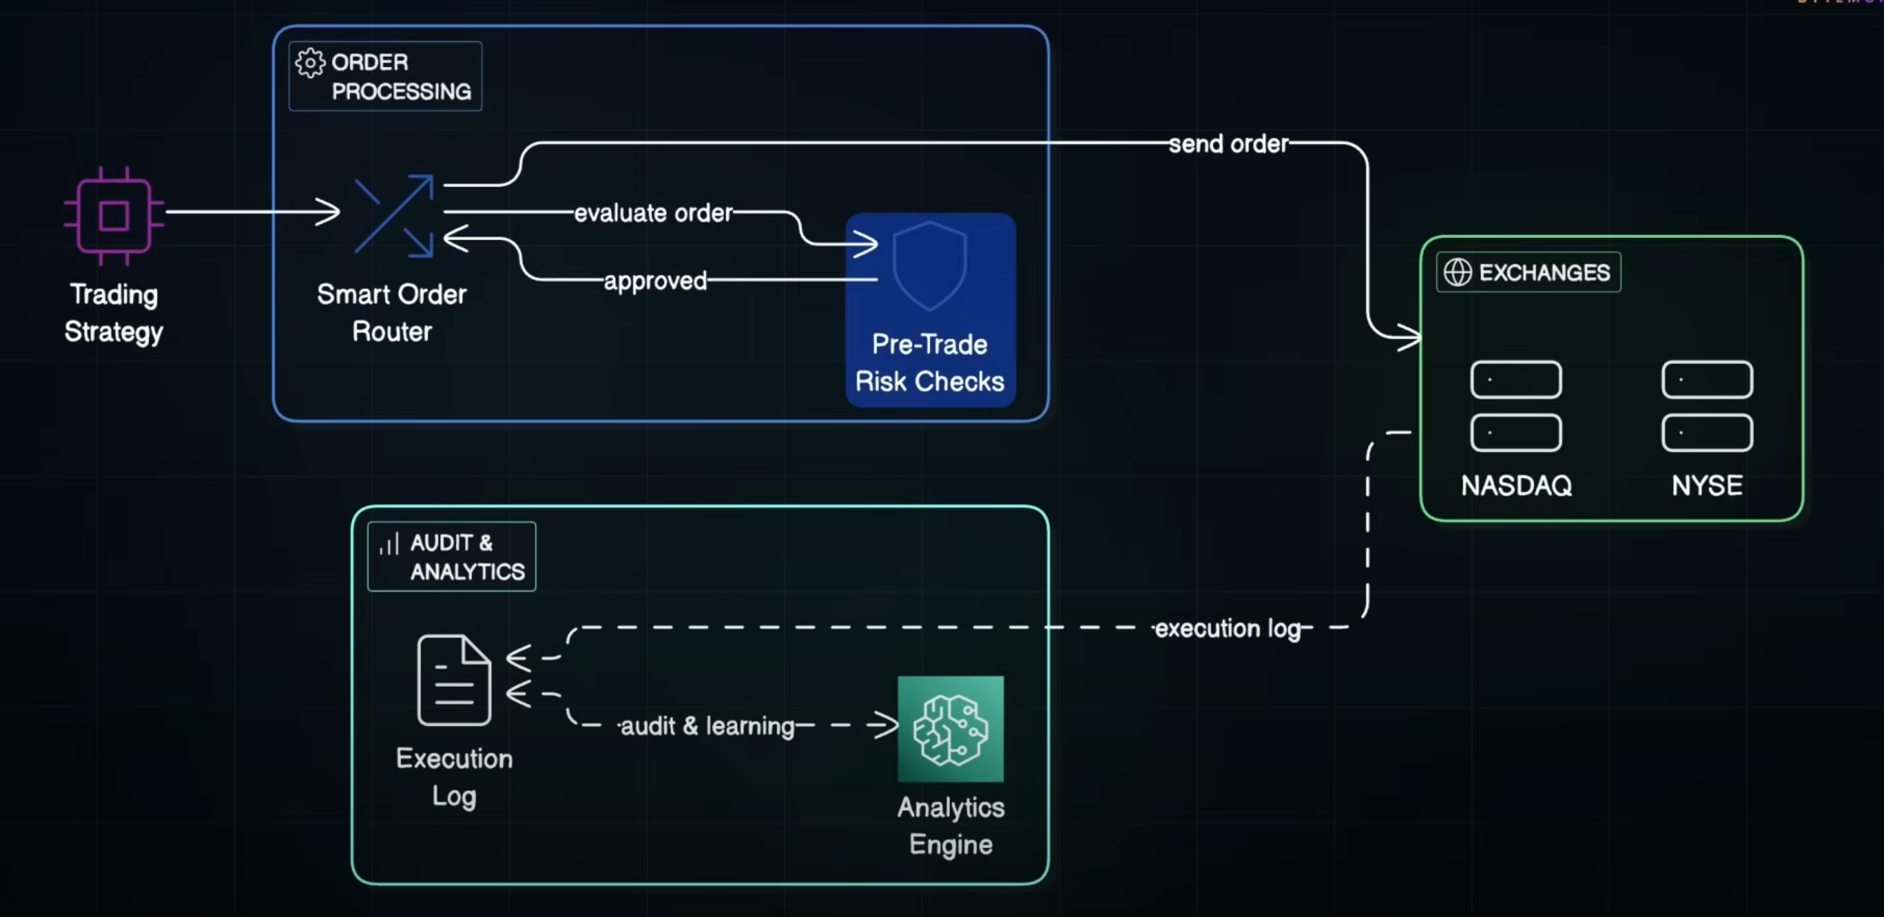 ORDER
PROCESSING
send order
evaluate order
approved
Trading
Strategy
Smart Order
Router
Pre-Trade
Risk Checks
EXCHANGES
NASDAQ
NYSE
AUDIT &
ANALYTICS
execution log
audit & learning
Execution
Log
Analytics
Engine